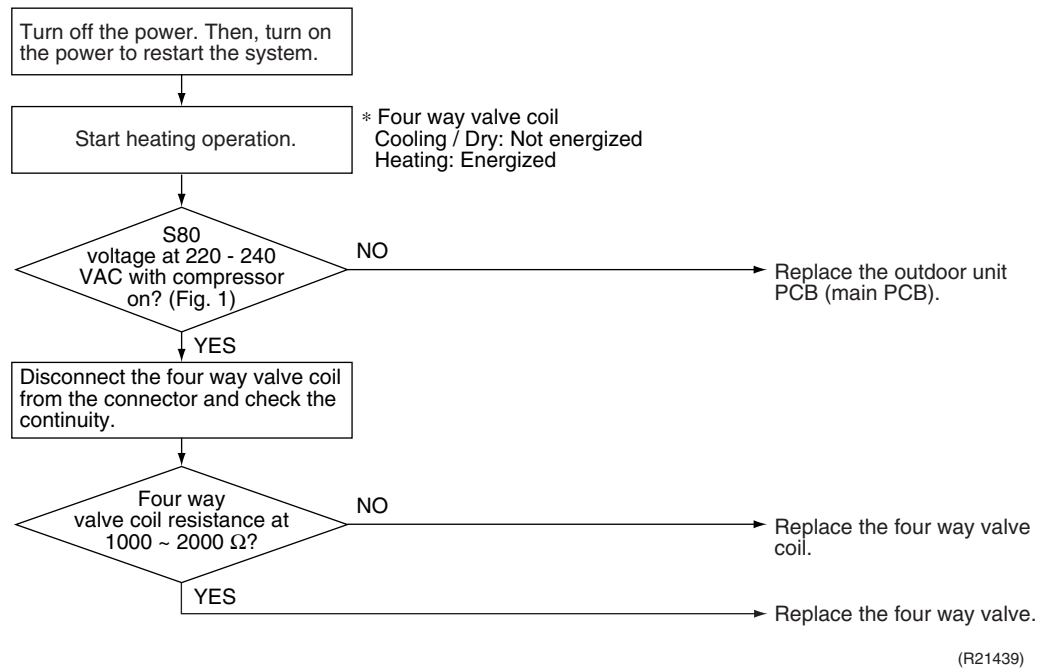 Turn off the power. Then, turn on
the power to restart the system.
Start heating operation.
* Four way valve coil
Cooling / Dry: Not energized
Heating: Energized
S80
voltage at 220 - 240
VAC with compressor
on? (Fig. 1)
NO
Replace the outdoor unit
PCB (main PCB).
YES
Disconnect the four way valve coil
from the connector and check the
continuity.
Four way
valve coil resistance at
1000 ~ 2000 Ω?
NO
Replace the four way valve
coil.
YES
Replace the four way valve.
(R21439)